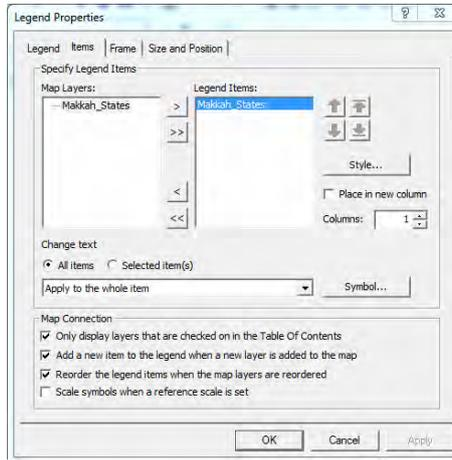 Legend Properties
Legend Items Frame Size and Position
Specify Legend Items
Map Layers: Legend Items:
Makkah_States > Makkah_States
>>
Style...
Place in new column
<
Columns: 1
<<
Change text
All items Selected item(s)
Apply to the whole item Symbol...
Map Connection
Only display layers that are checked on in the Table Of Contents
Add a new item to the legend when a new layer is added to the map
Reorder the legend items when the map layers are reordered
Scale symbols when a reference scale is set
OK Cancel Apply